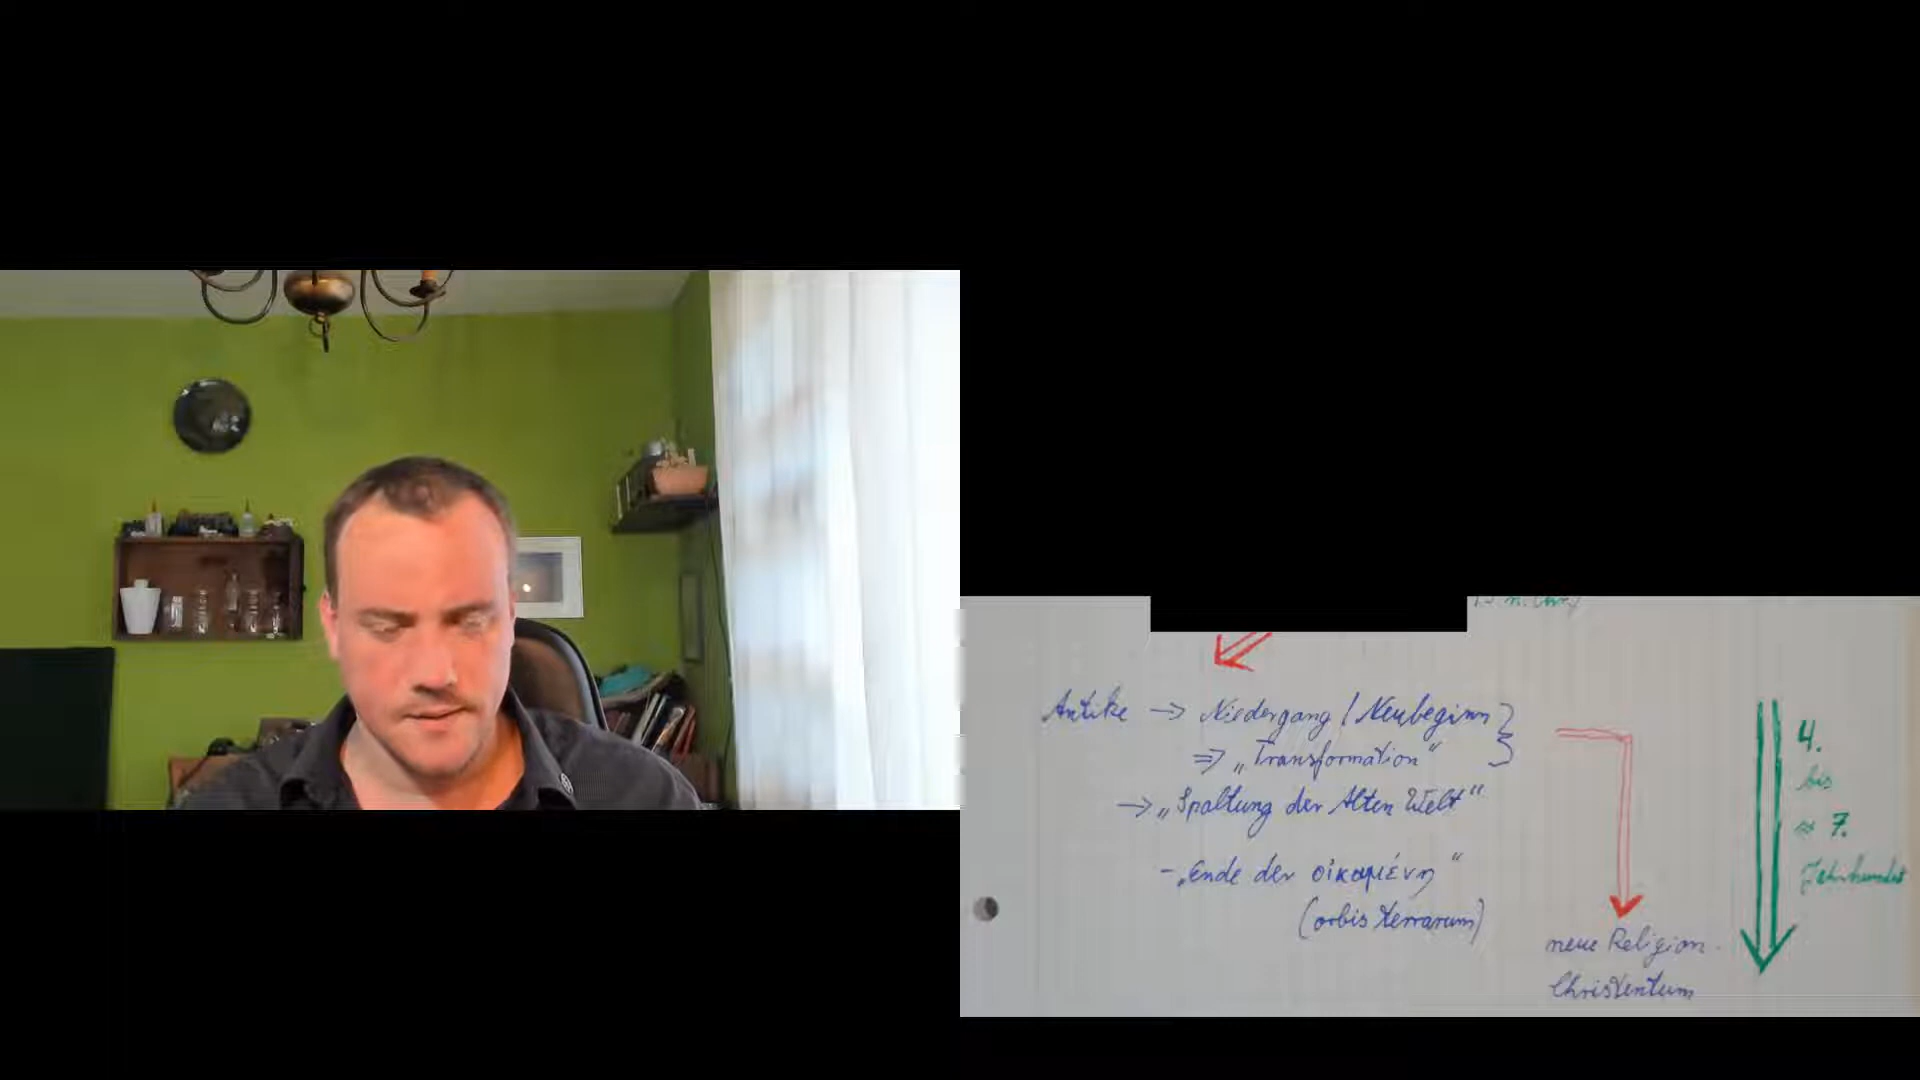 Antike → Niedergang / Neubeginn }
⇒ „Transformation“
→ „Spaltung der Alten Welt“
- „Ende der οἰκαμένη“
(orbis terrarum)
neue Religion
Christentum
4.
bis
≈ 7.
Jahrhundert